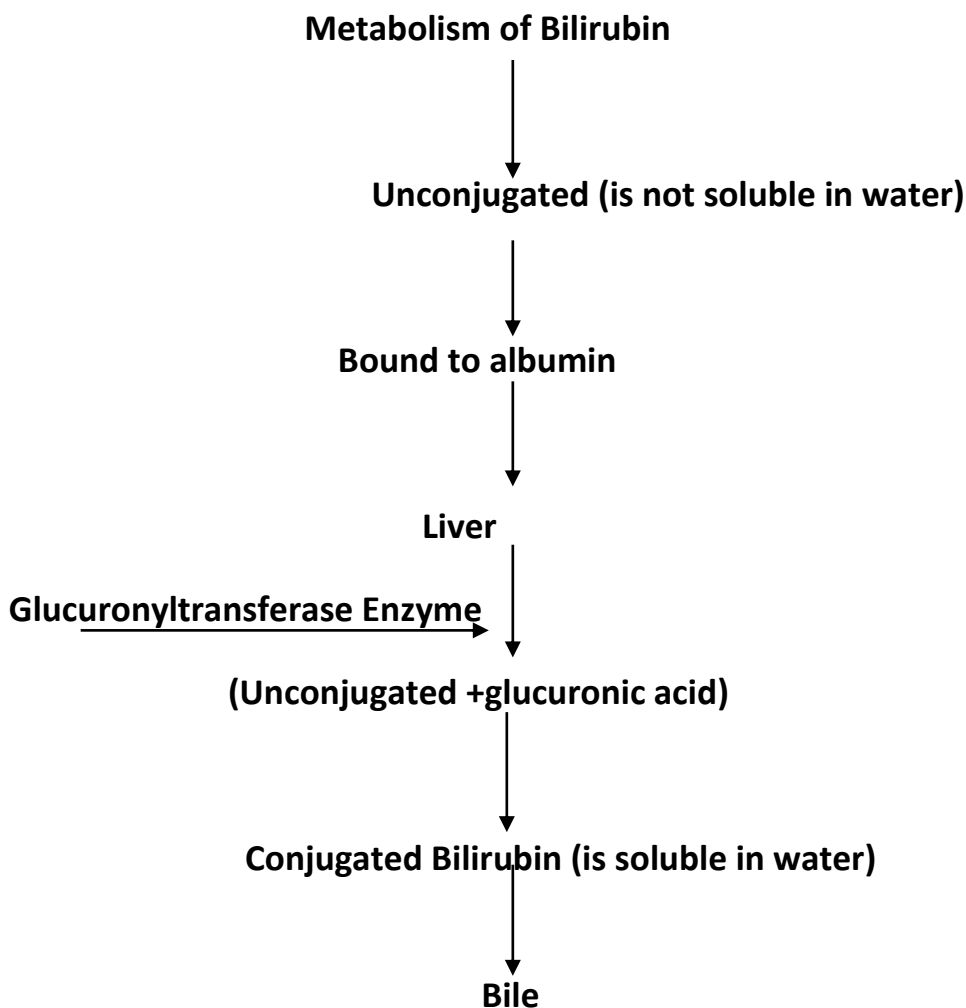 Metabolism of Bilirubin
Unconjugated (is not soluble in water)
Bound to albumin
Liver
Glucuronyltransferase Enzyme
(Unconjugated +glucuronic acid)
Conjugated Bilirubin (is soluble in water)
Bile